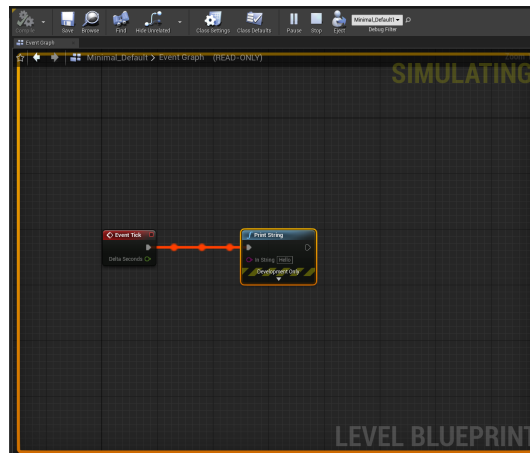 Compile
Save
Browse
Find
Hide Unrelated
Class Settings
Class Defaults
Pause
Stop
Eject
Minimal_Default1
Debug Filter
Event Graph
Minimal_Default > Event Graph (READ-ONLY)
Zoom
SIMULATING
Event Tick
Delta Seconds
Print String
In String Hello
Development Only
LEVEL BLUEPRINT